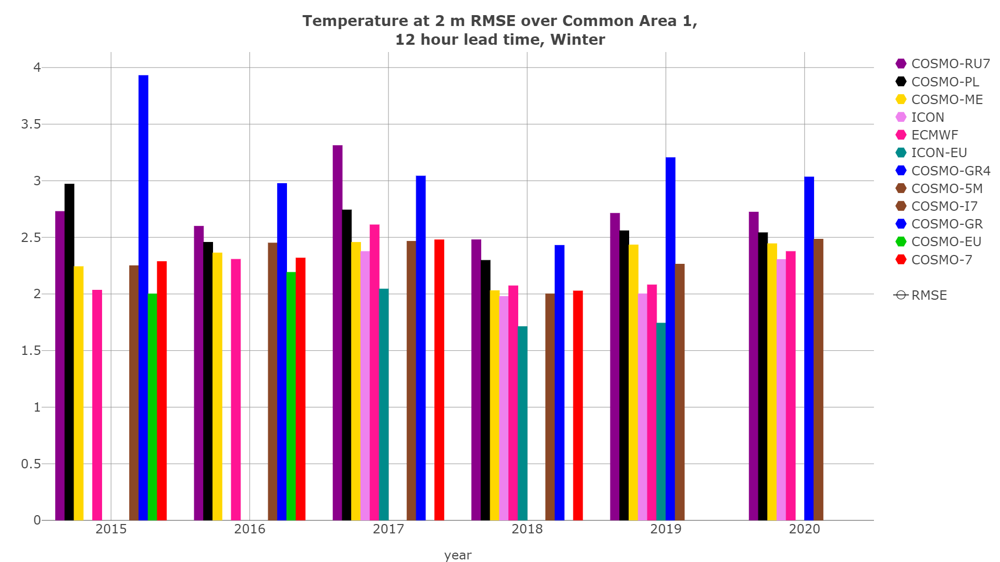 Temperature at 2 m RMSE over Common Area 1,
12 hour lead time, Winter
4
3.5
3
2.5
2
1.5
1
0.5
0
2015
2016
2017
2018
2019
2020
year
COSMO-RU7
COSMO-PL
COSMO-ME
ICON
ECMWF
ICON-EU
COSMO-GR4
COSMO-5M
COSMO-I7
COSMO-GR
COSMO-EU
COSMO-7
RMSE